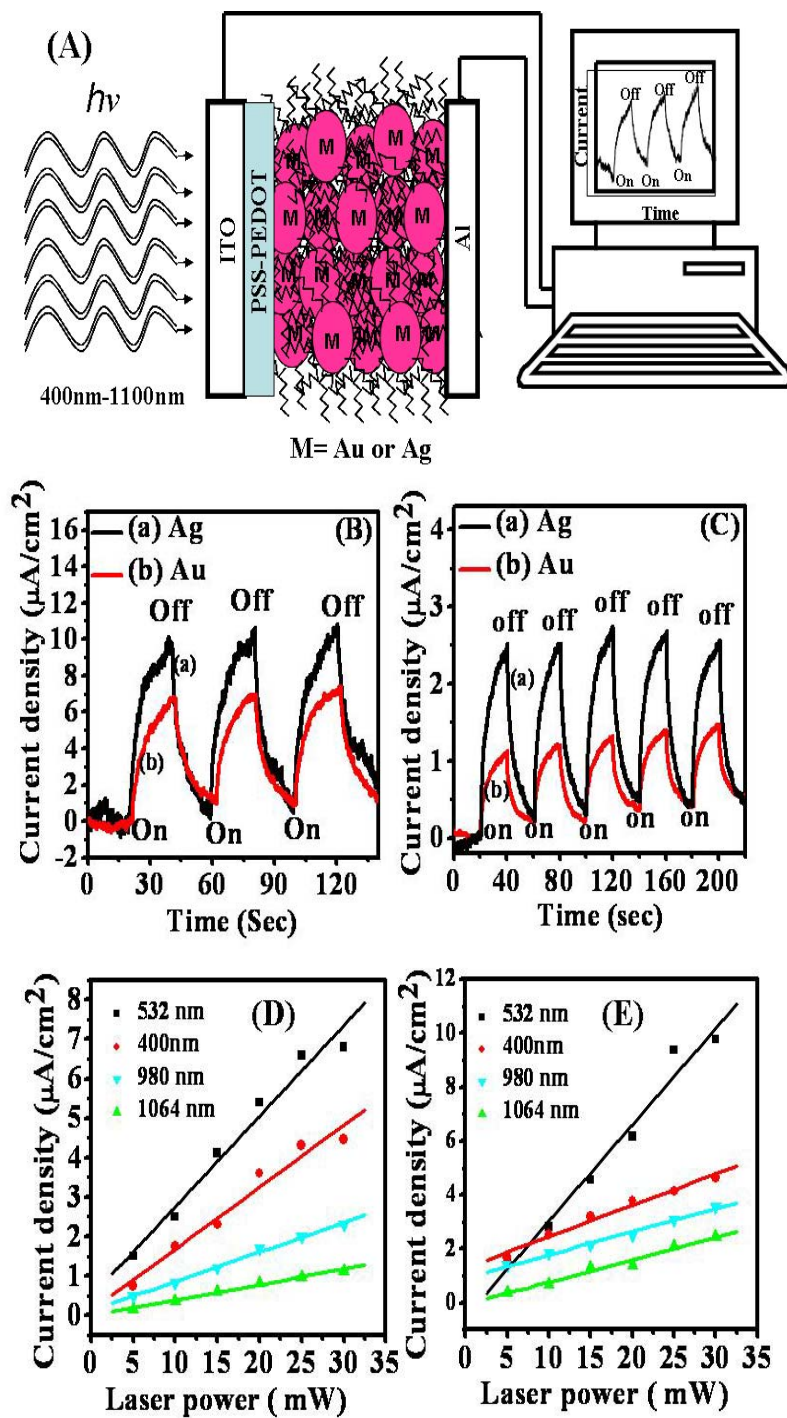 (A)
hν
400nm-1100nm
ITO
PSS-PEDOT
M M
M
M M M
M M M
M M M M
Al
M= Au or Ag
Current
Off Off Off
On On On
Time
(B)
(a) Ag
(b) Au
Off Off Off
(a)
(b)
On On On
16
14
12
10
8
6
4
2
0
-2
Current density (μA/cm²)
0 30 60 90 120
Time (Sec)
(C)
(a) Ag
(b) Au
off off off off off
(a)
(b)
on on on on on
4
3
2
1
0
Current density (μA/cm²)
0 40 80 120 160 200
Time (sec)
(D)
532 nm
400nm
980 nm
1064 nm
8
7
6
5
4
3
2
1
0
Current density (μA/cm²)
0 5 10 15 20 25 30 35
Laser power ( mW)
(E)
532 nm
400nm
980 nm
1064 nm
12
10
8
6
4
2
0
Current density (μA/cm²)
0 5 10 15 20 25 30 35
Laser power ( mW)